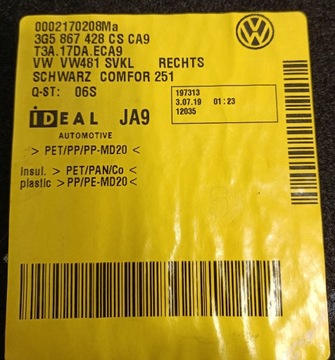 0002170208Ma
3G5 867 428 CS CA9
T3A.17DA.ECA9
VW VW481 SVKL RECHTS
SCHWARZ COMFOR 251
Q-ST: 06S
197313
3.07.19 01:23
12035
iDEAL JA9
AUTOMOTIVE
> PET/PP/PP-MD20 <
insul. > PET/PAN/Co <
plastic > PP/PE-MD20 <